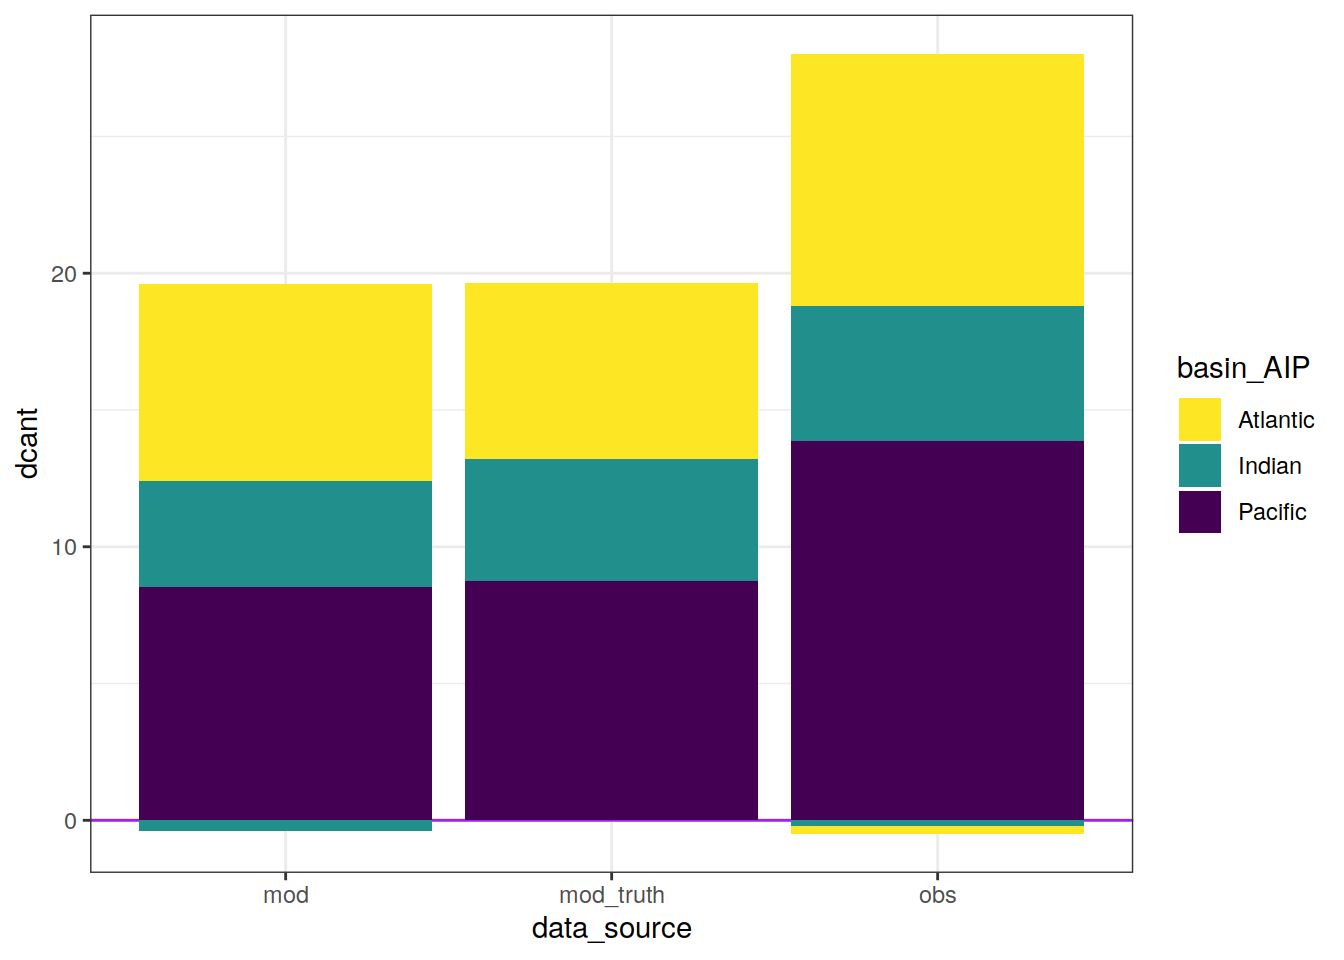 dcant
20
10
0
mod
mod_truth
obs
data_source
basin_AIP
Atlantic
Indian
Pacific